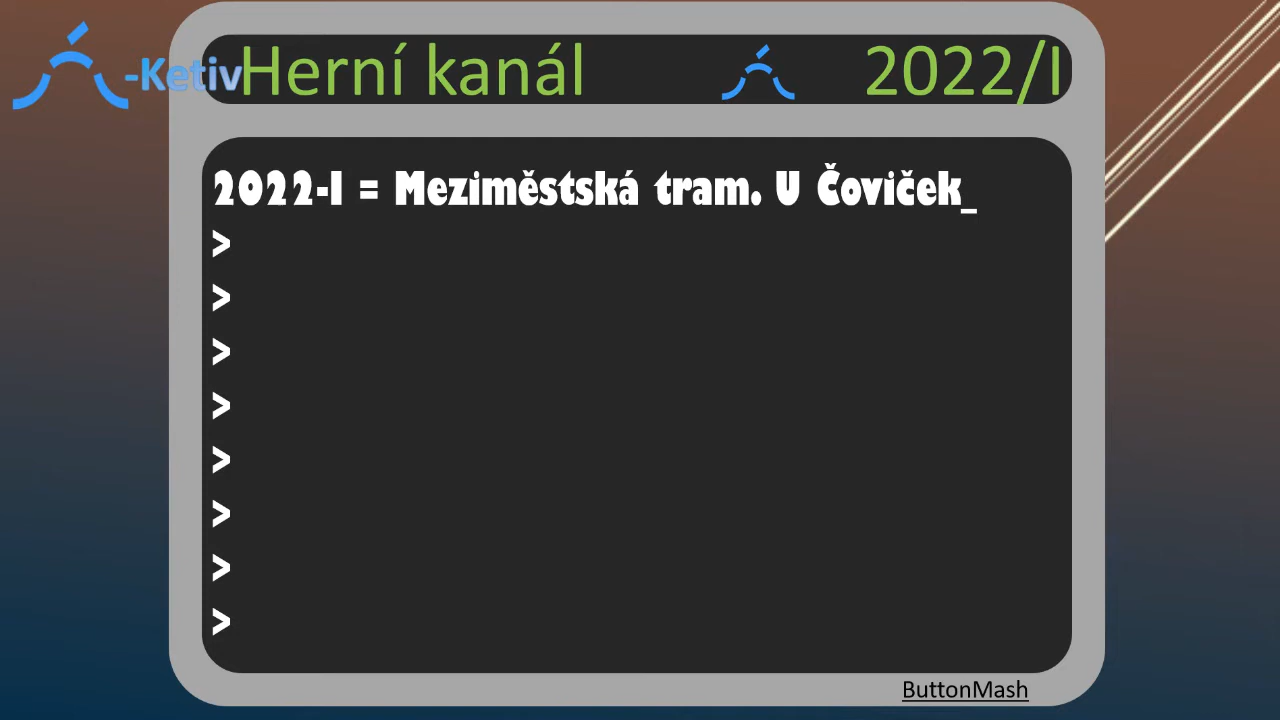 -Ketiv
Herní kanál 2022/I
2022-I = Meziměstská tram. U Čoviček_
>
>
>
>
>
>
>
>
ButtonMash